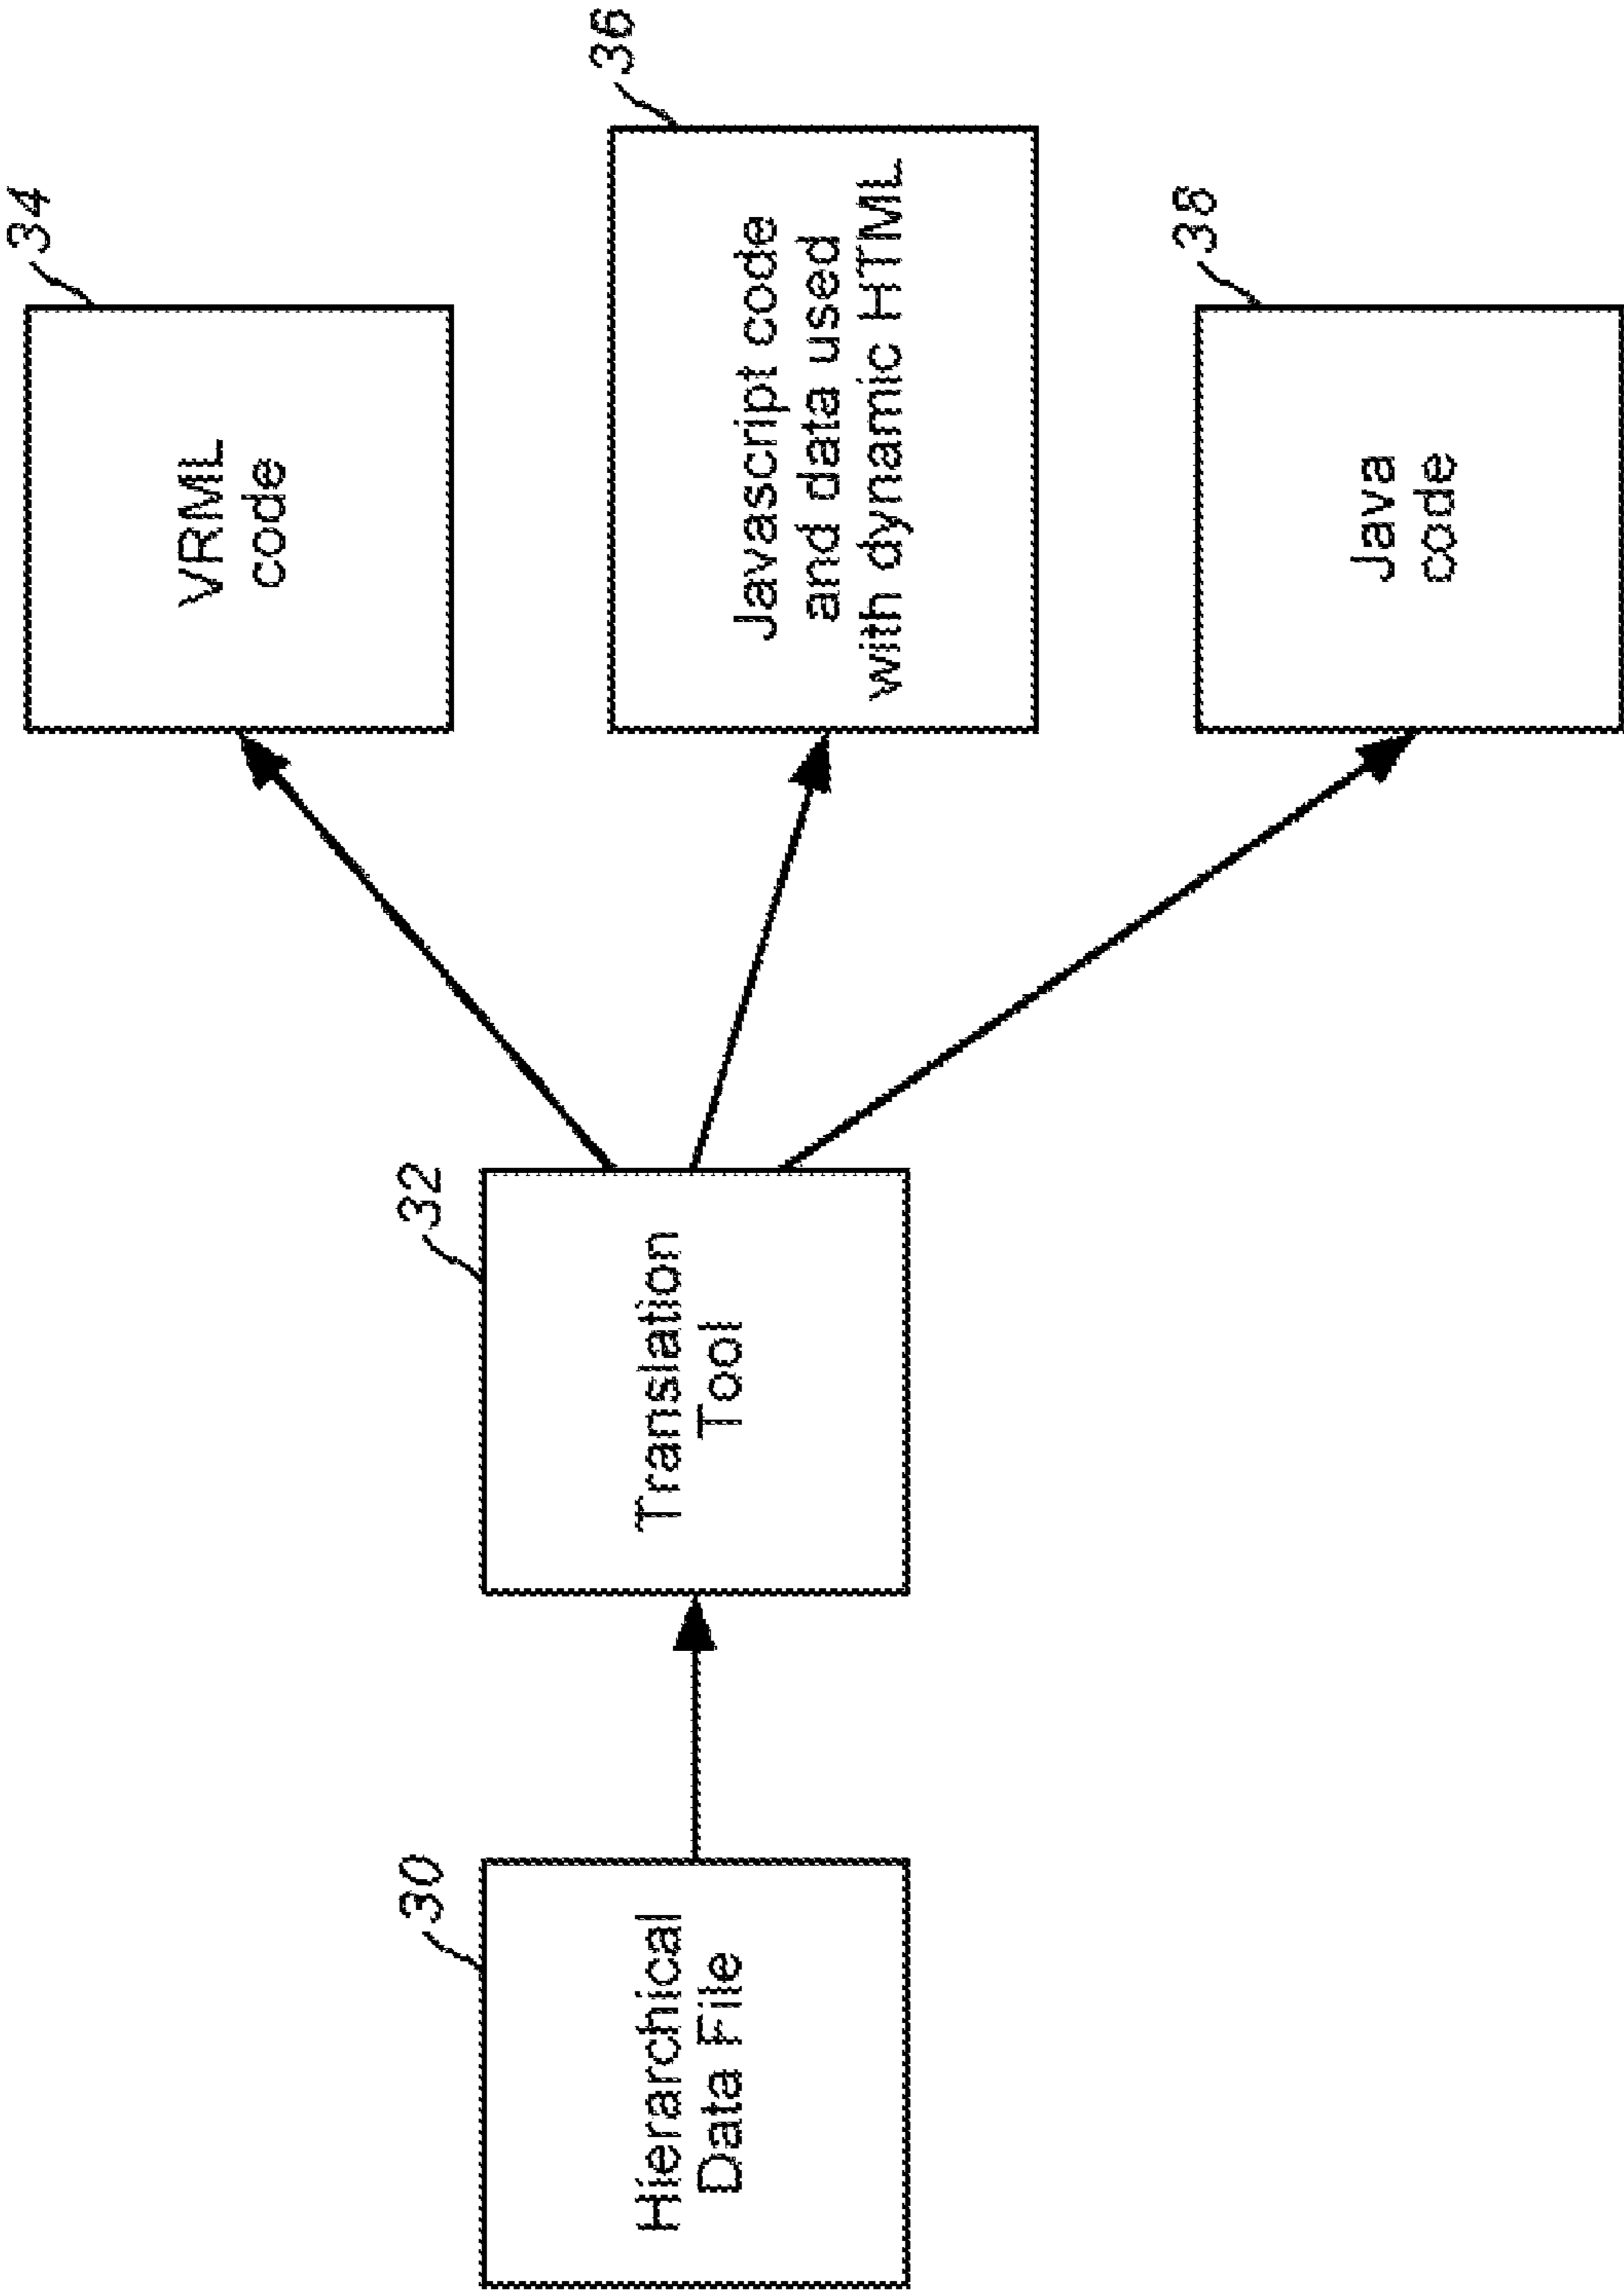 30
Hierarchical
Data File
32
Translation
Tool
34
VRML
code
36
Javascript code
and data used
with dynamic HTML
38
Java
code